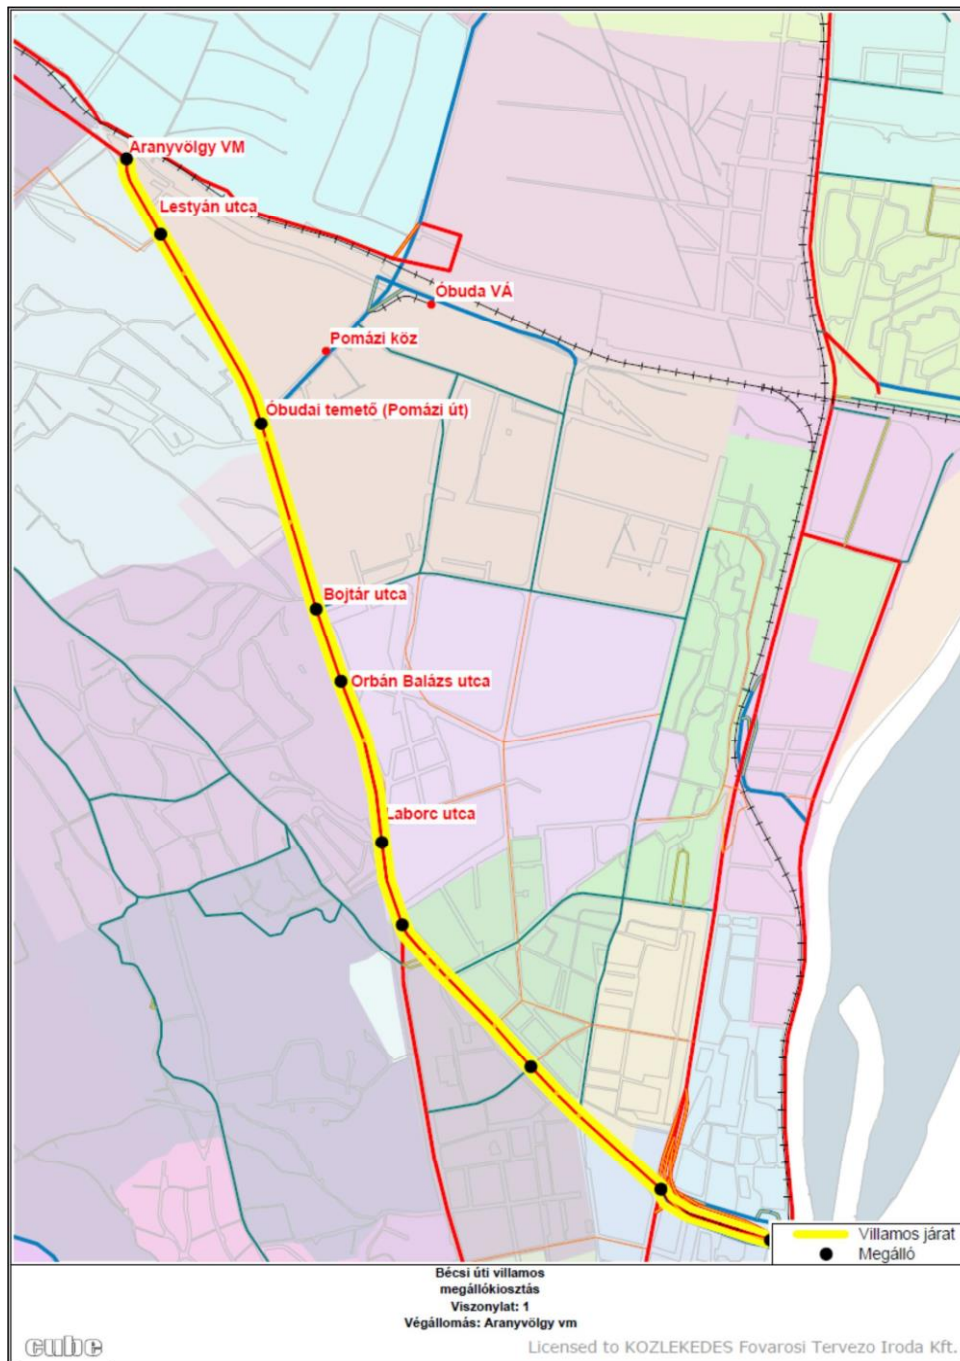 Aranyvölgy VM
Lestyán utca
Óbuda VÁ
Pomázi köz
Óbudai temető (Pomázi út)
Bojtár utca
Orbán Balázs utca
Laborc utca
Villamos járat
Megálló
Bécsi úti villamos
megállókiosztás
Viszonylat: 1
Végállomás: Aranyvölgy vm
cube
Licensed to KOZLEKEDES Fovarosi Tervezo Iroda Kft.